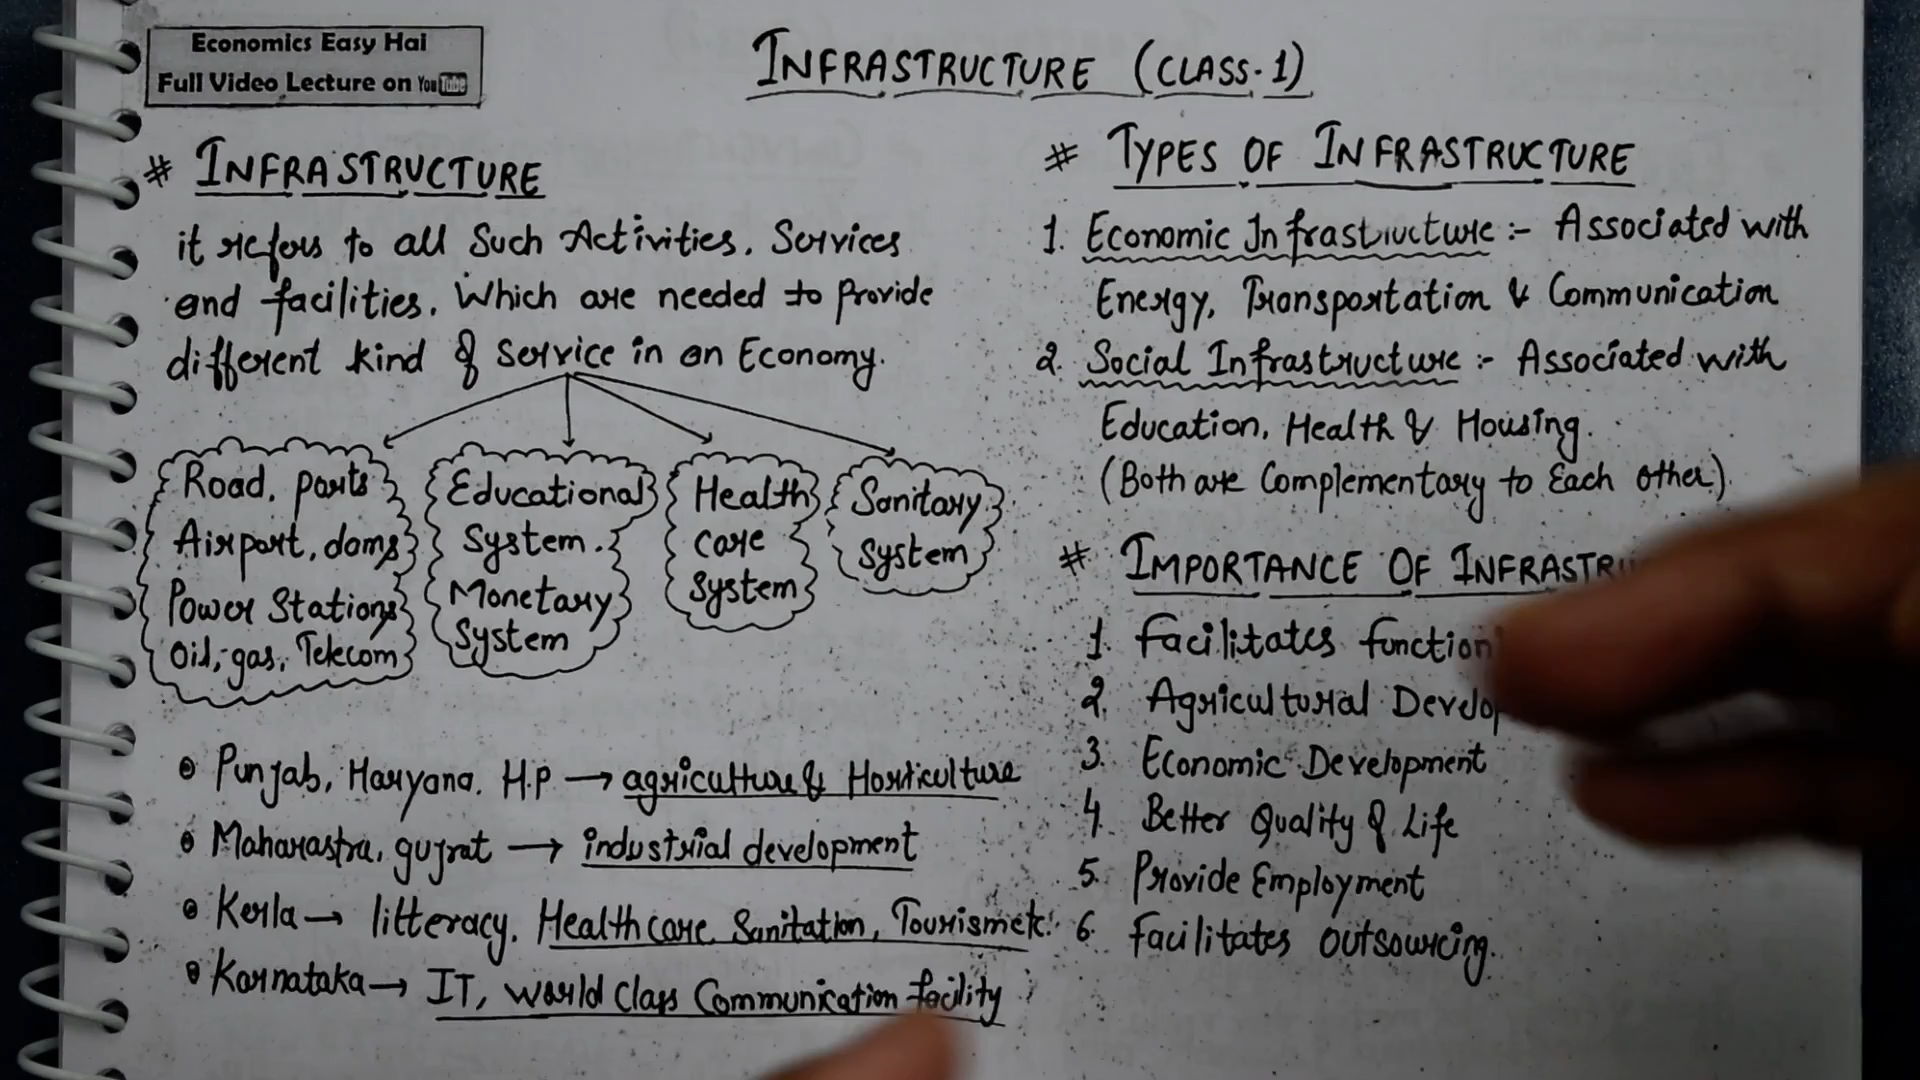 Economics Easy Hai
Full Video Lecture on YouTube
INFRASTRUCTURE (CLASS-1)
# INFRASTRUCTURE
it refers to all Such Activities, Services
and facilities, Which are needed to Provide
different kind of Service in an Economy.
Road, ports
Airport, dams
Power Stations
Oil, gas, Telecom
Educational
System.
Monetary
System
Health
care
System
Sanitary
System
• Punjab, Haryana, H.P → agriculture & Horticulture
• Maharastra, gujrat → industrial development
• Kerla → litteracy, Healthcare, Sanitation, Tourism etc.
• Karnataka → IT, World Class Communication facility
# TYPES OF INFRASTRUCTURE
1. Economic Infrastructure :- Associated with
Energy, Transportation & Communication
2. Social Infrastructure :- Associated with
Education, Health & Housing.
(Both are Complementary to Each other)
# IMPORTANCE OF
1. Facilitates
2. Agricultural
3. Economic Development
4. Better Quality of Life
5. Provide Employment
6. Facilitates outsourcing.